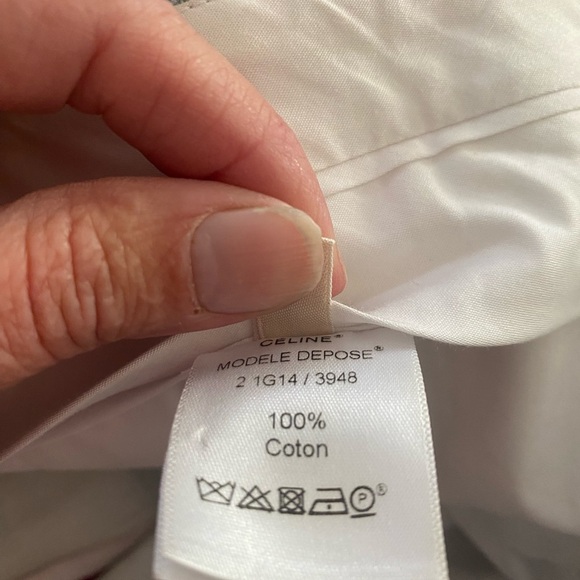 CELINE®
MODELE DEPOSE®
2 1G14 / 3948
100%
Coton
P®